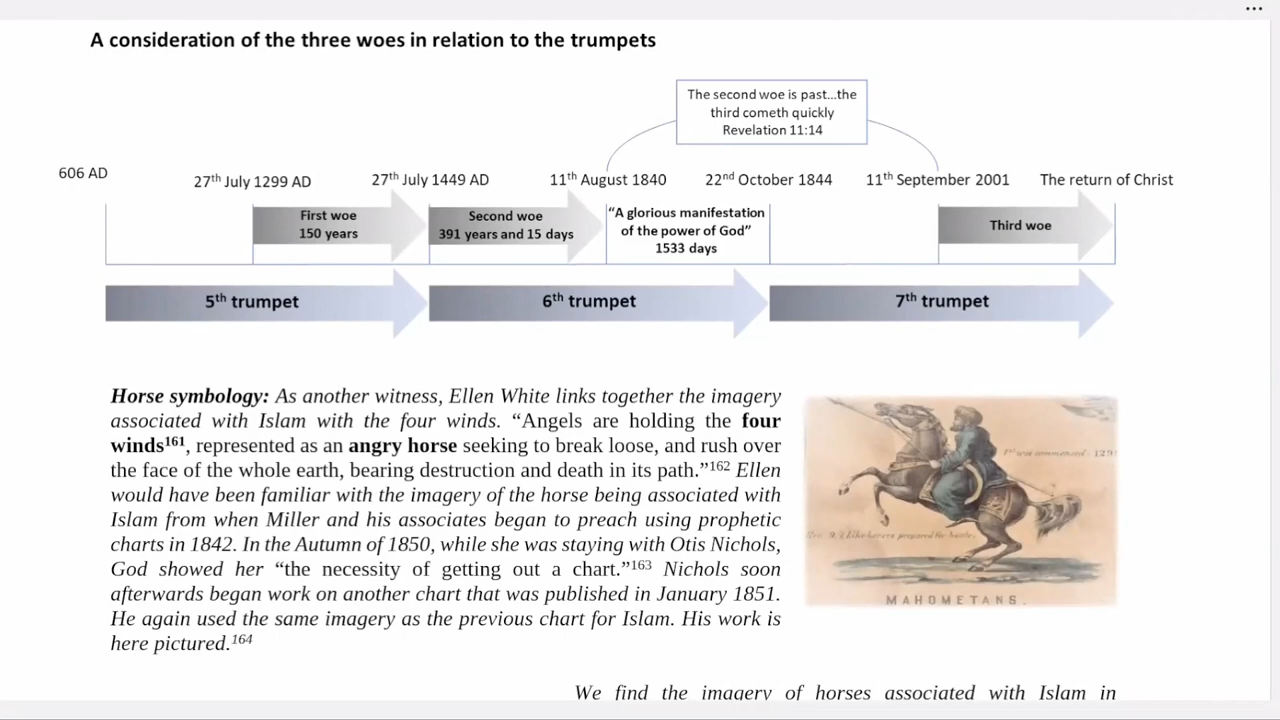 A consideration of the three woes in relation to the trumpets
The second woe is past...the
third cometh quickly
Revelation 11:14
606 AD
27th July 1299 AD
27th July 1449 AD
11th August 1840
22nd October 1844
11th September 2001
The return of Christ
First woe
150 years
Second woe
391 years and 15 days
"A glorious manifestation
of the power of God"
1533 days
Third woe
5th trumpet
6th trumpet
7th trumpet
Horse symbology: As another witness, Ellen White links together the imagery
associated with Islam with the four winds. "Angels are holding the four
winds161, represented as an angry horse seeking to break loose, and rush over
the face of the whole earth, bearing destruction and death in its path."162 Ellen
would have been familiar with the imagery of the horse being associated with
Islam from when Miller and his associates began to preach using prophetic
charts in 1842. In the Autumn of 1850, while she was staying with Otis Nichols,
God showed her "the necessity of getting out a chart."163 Nichols soon
afterwards began work on another chart that was published in January 1851.
He again used the same imagery as the previous chart for Islam. His work is
here pictured.164
commenced
like horses prepared for battle.
MAHOMETANS.
We find the imagery of horses associated with Islam in